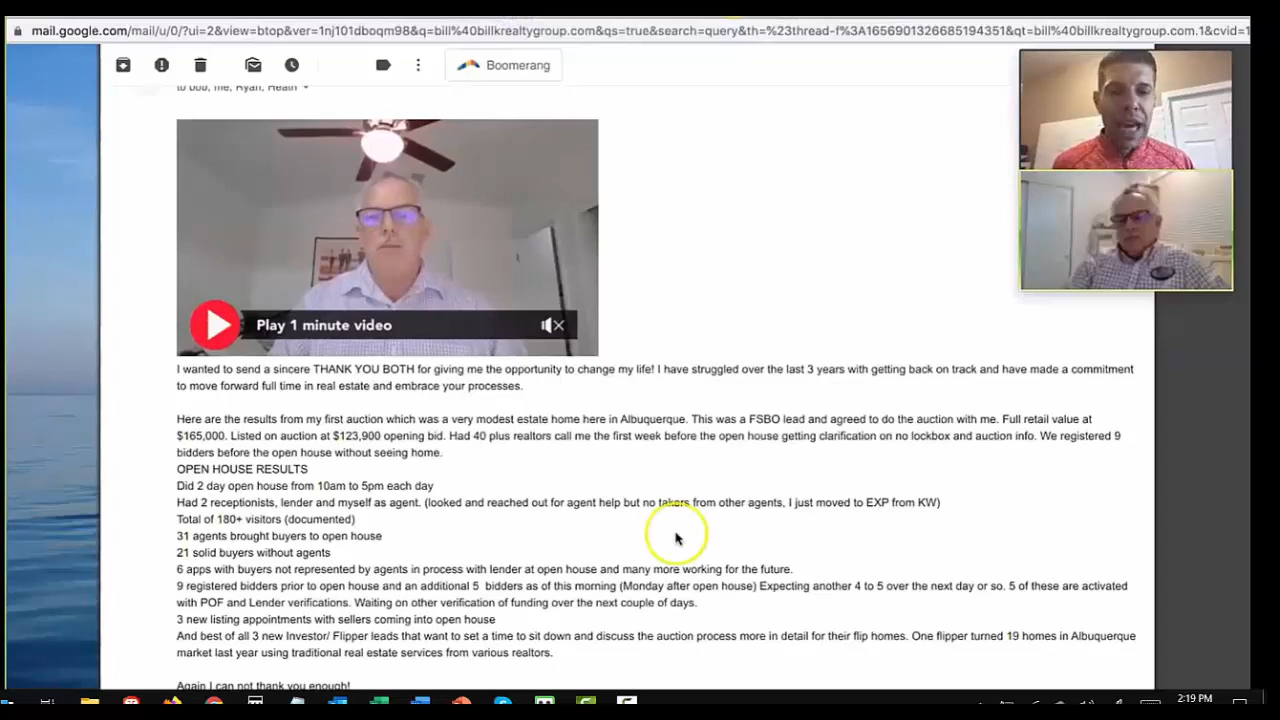 mail.google.com/mail/u/0/?ui=2&view=btop&ver=1nj101dboqm98&q=bill%40billkrealtygroup.com&qs=true&search=query&th=%23thread-f%3A1656901326685194351&qt=bill%40billkrealtygroup.com.1&cvid=1
Boomerang
to bob, me, Ryan, Heath
Play 1 minute video
I wanted to send a sincere THANK YOU BOTH for giving me the opportunity to change my life! I have struggled over the last 3 years with getting back on track and have made a commitment
to move forward full time in real estate and embrace your processes.
Here are the results from my first auction which was a very modest estate home here in Albuquerque. This was a FSBO lead and agreed to do the auction with me. Full retail value at
$165,000. Listed on auction at $123,900 opening bid. Had 40 plus realtors call me the first week before the open house getting clarification on no lockbox and auction info. We registered 9
bidders before the open house without seeing home.
OPEN HOUSE RESULTS
Did 2 day open house from 10am to 5pm each day
Had 2 receptionists, lender and myself as agent. (looked and reached out for agent help but no takers from other agents, I just moved to EXP from KW)
Total of 180+ visitors (documented)
31 agents brought buyers to open house
21 solid buyers without agents
6 apps with buyers not represented by agents in process with lender at open house and many more working for the future.
9 registered bidders prior to open house and an additional 5 bidders as of this morning (Monday after open house) Expecting another 4 to 5 over the next day or so. 5 of these are activated
with POF and Lender verifications. Waiting on other verification of funding over the next couple of days.
3 new listing appointments with sellers coming into open house
And best of all 3 new Investor/ Flipper leads that want to set a time to sit down and discuss the auction process more in detail for their flip homes. One flipper turned 19 homes in Albuquerque
market last year using traditional real estate services from various realtors.
Again I can not thank you enough!
2:19 PM